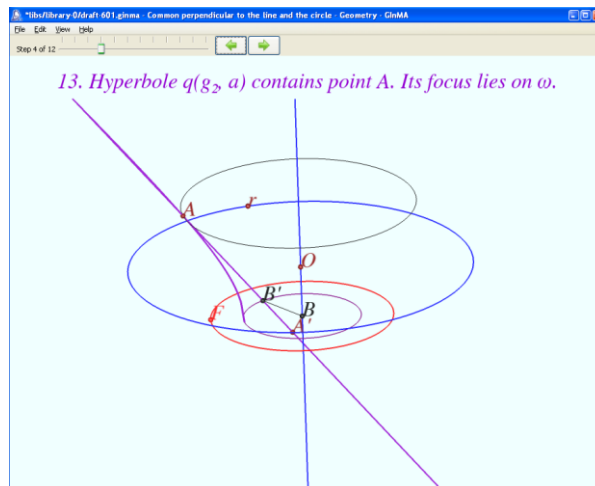 *libs/library-0/draft-601.ginma - Common perpendicular to the line and the circle - Geometry - GInMA
File Edit View Help
Step 4 of 12
13. Hyperbole q(g₂, a) contains point A. Its focus lies on ω.
A
r
O
B'
B
F
A'